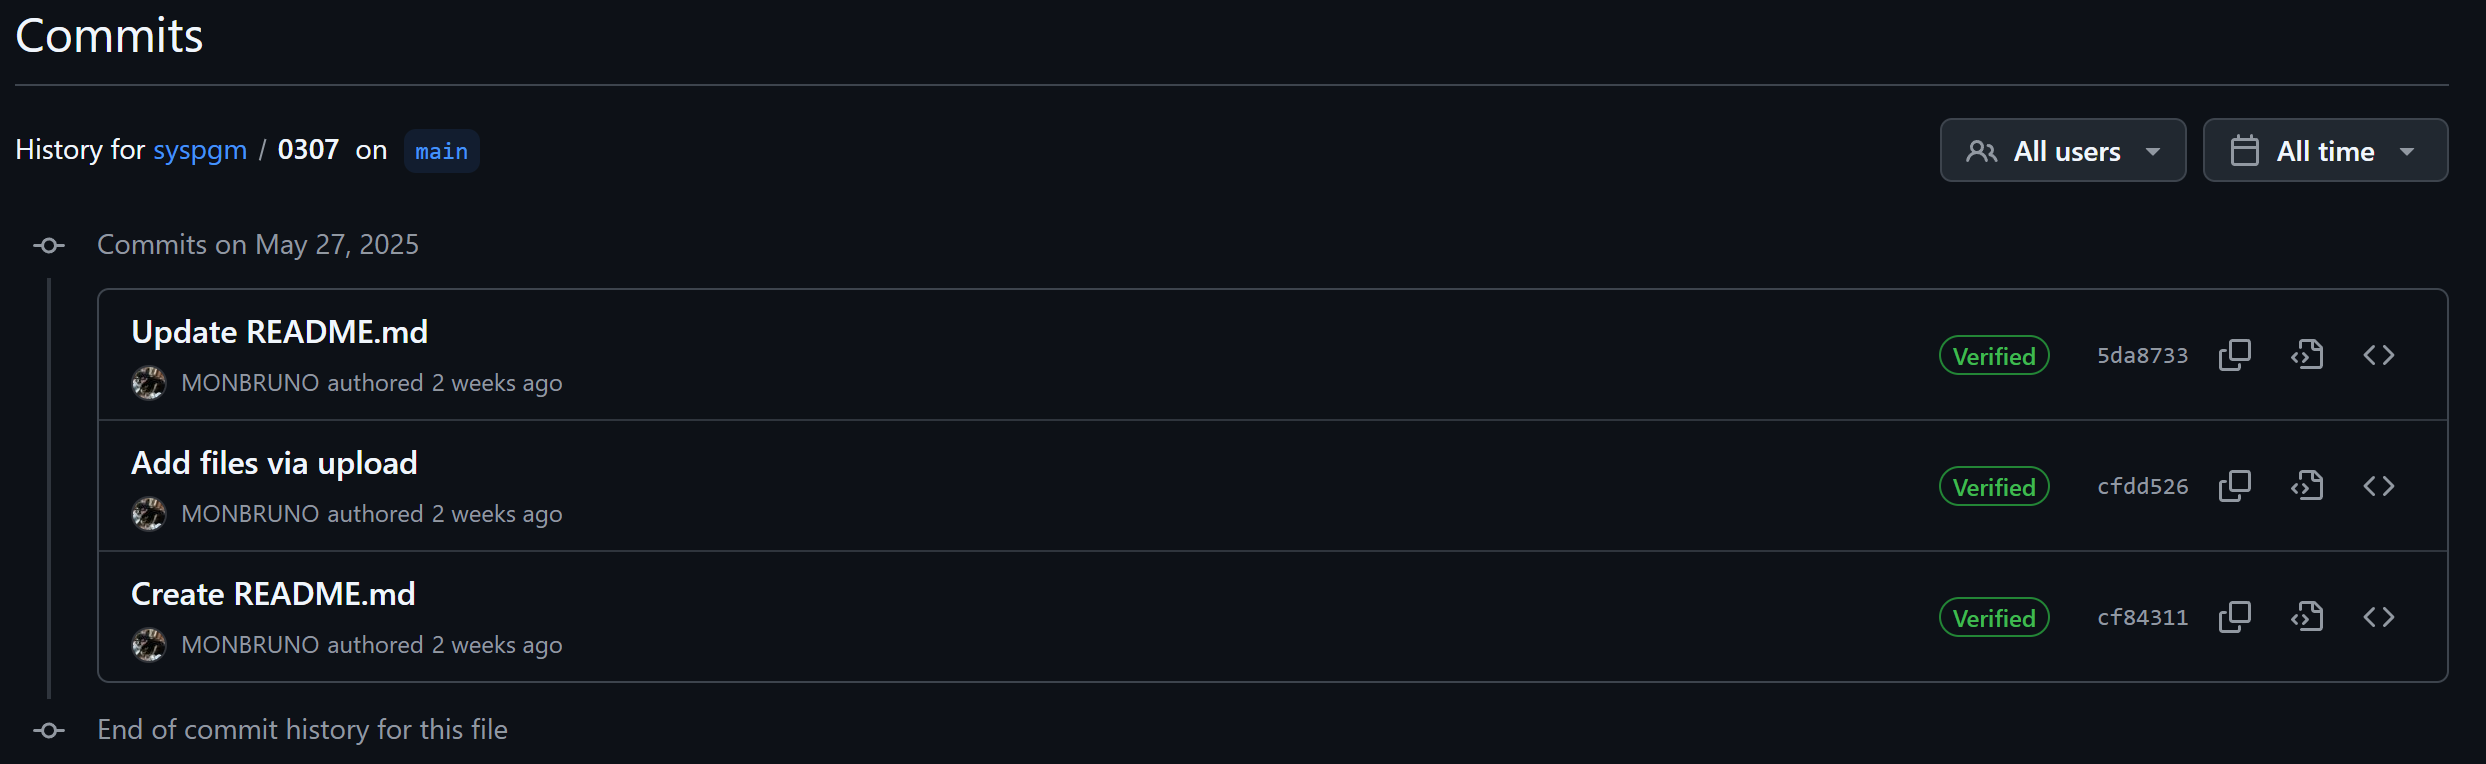 Commits
History for syspgm / 0307 on main
All users
All time
Commits on May 27, 2025
Update README.md
MONBRUNO authored 2 weeks ago
Verified
5da8733
Add files via upload
MONBRUNO authored 2 weeks ago
Verified
cfdd526
Create README.md
MONBRUNO authored 2 weeks ago
Verified
cf84311
End of commit history for this file